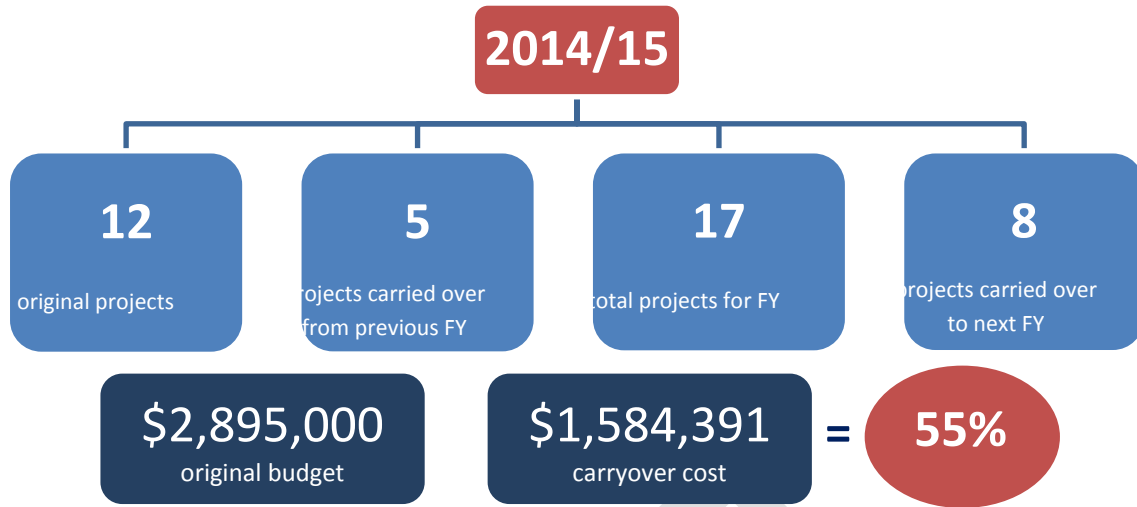 2014/15
12
5
17
8
original projects
rojects carried over
from previous FY
total projects for FY
projects carried over
to next FY
$2,895,000
original budget
$1,584,391
carryover cost
=
55%